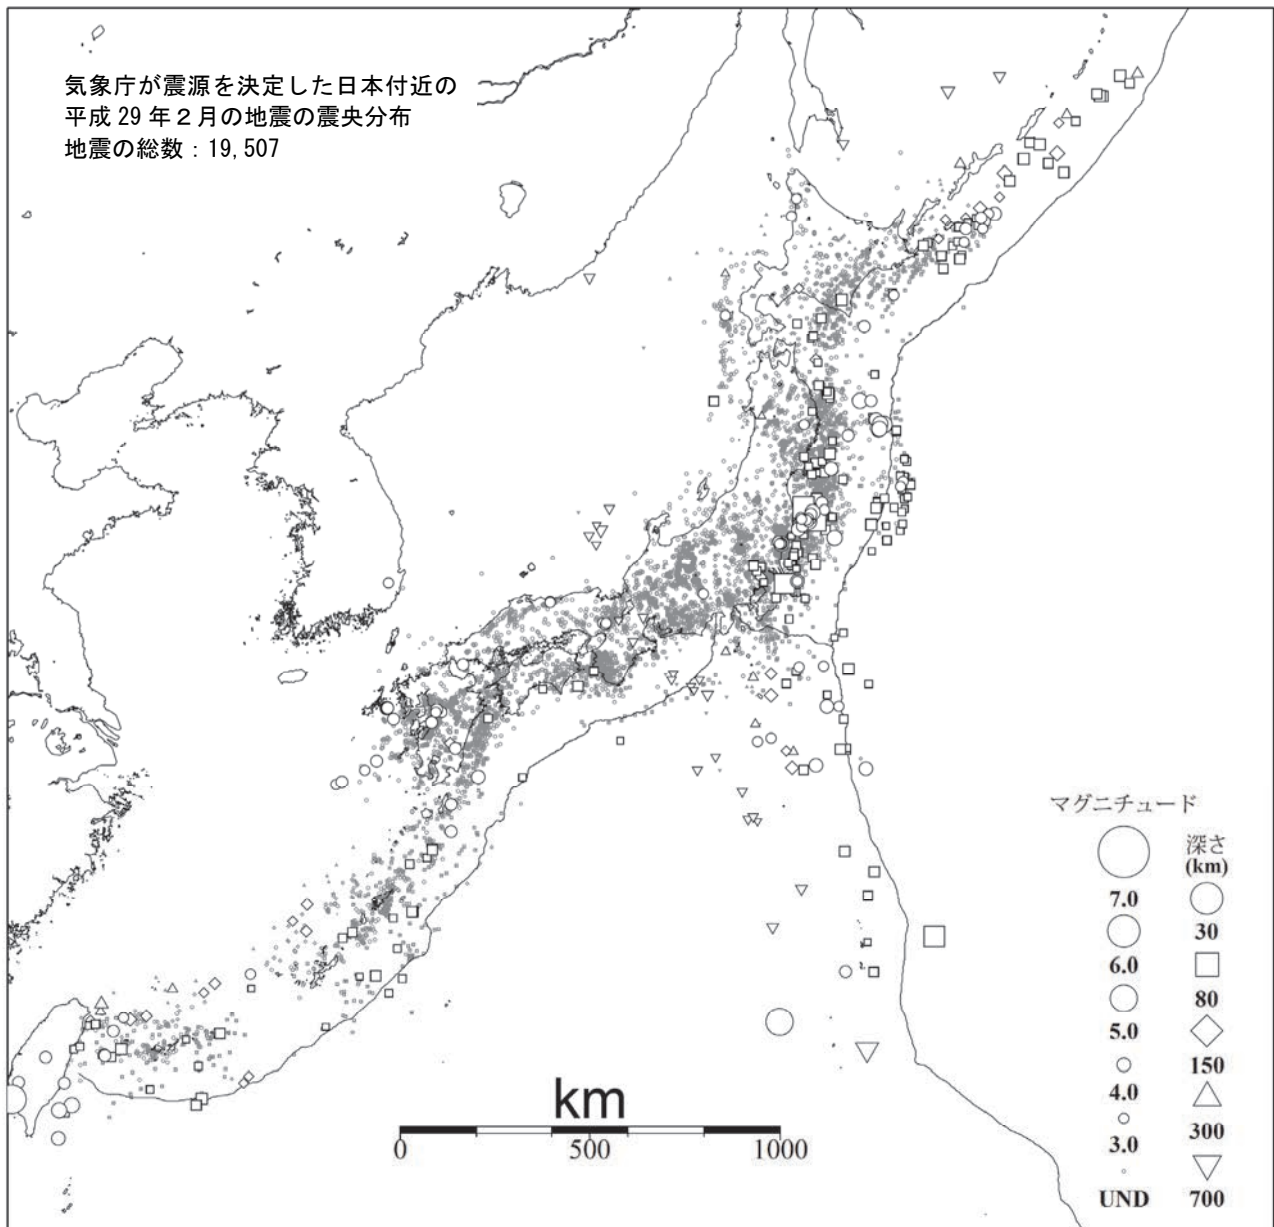 気象庁が震源を決定した日本付近の
平成 29 年２月の地震の震央分布
地震の総数：19,507
マグニチュード
深さ
(km)
7.0
30
6.0
80
5.0
150
4.0
300
3.0
UND 700
km
0 500 1000